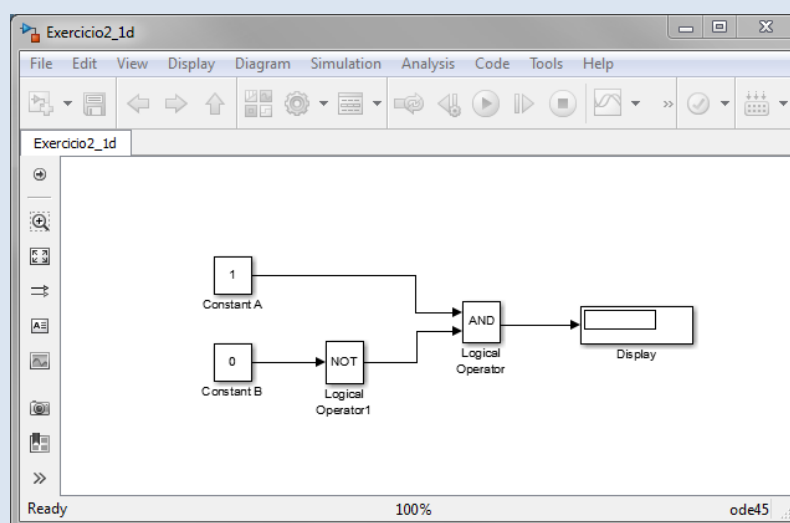 Exercicio2_1d
File Edit View Display Diagram Simulation Analysis Code Tools Help
»
Exercicio2_1d
1
Constant A
0
Constant B
NOT
Logical
Operator1
AND
Logical
Operator
Display
Ready 100% ode45